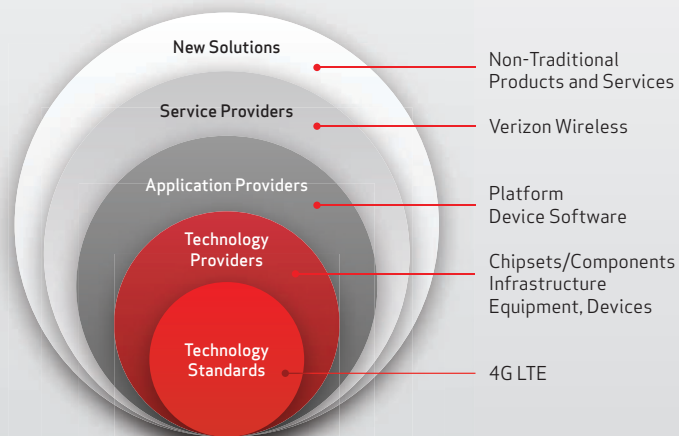 New Solutions
Non-Traditional
Products and Services
Service Providers
Verizon Wireless
Application Providers
Platform
Device Software
Technology
Providers
Chipsets/Components
Infrastructure
Equipment, Devices
Technology
Standards
4G LTE